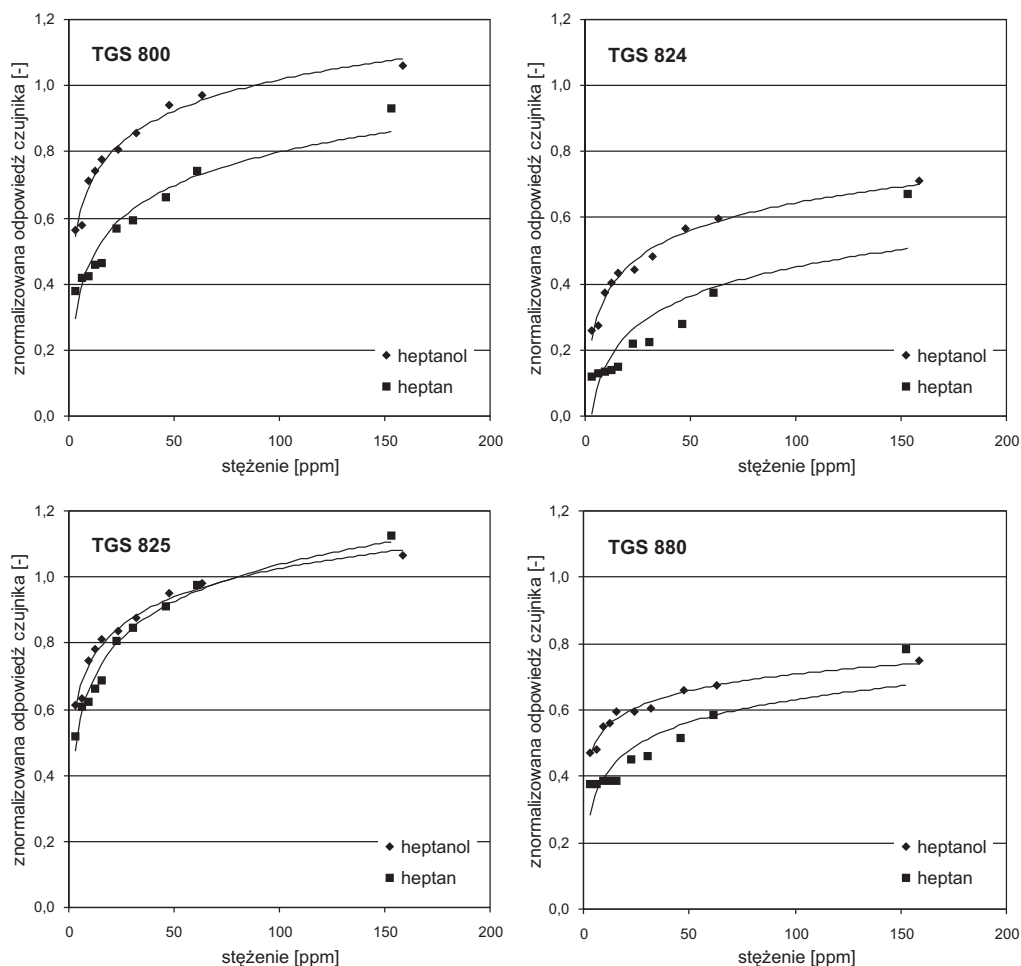 TGS 800
znormalizowana odpowiedź czujnika [-]
1,2
1,0
0,8
0,6
0,4
0,2
0,0
heptanol
heptan
0 50 100 150 200
stężenie [ppm]
TGS 824
znormalizowana odpowiedź czujnika [-]
1,2
1,0
0,8
0,6
0,4
0,2
0,0
heptanol
heptan
0 50 100 150 200
stężenie [ppm]
TGS 825
znormalizowana odpowiedź czujnika [-]
1,2
1,0
0,8
0,6
0,4
0,2
0,0
heptanol
heptan
0 50 100 150 200
stężenie [ppm]
TGS 880
znormalizowana odpowiedź czujnika [-]
1,2
1,0
0,8
0,6
0,4
0,2
0,0
heptanol
heptan
0 50 100 150 200
stężenie [ppm]